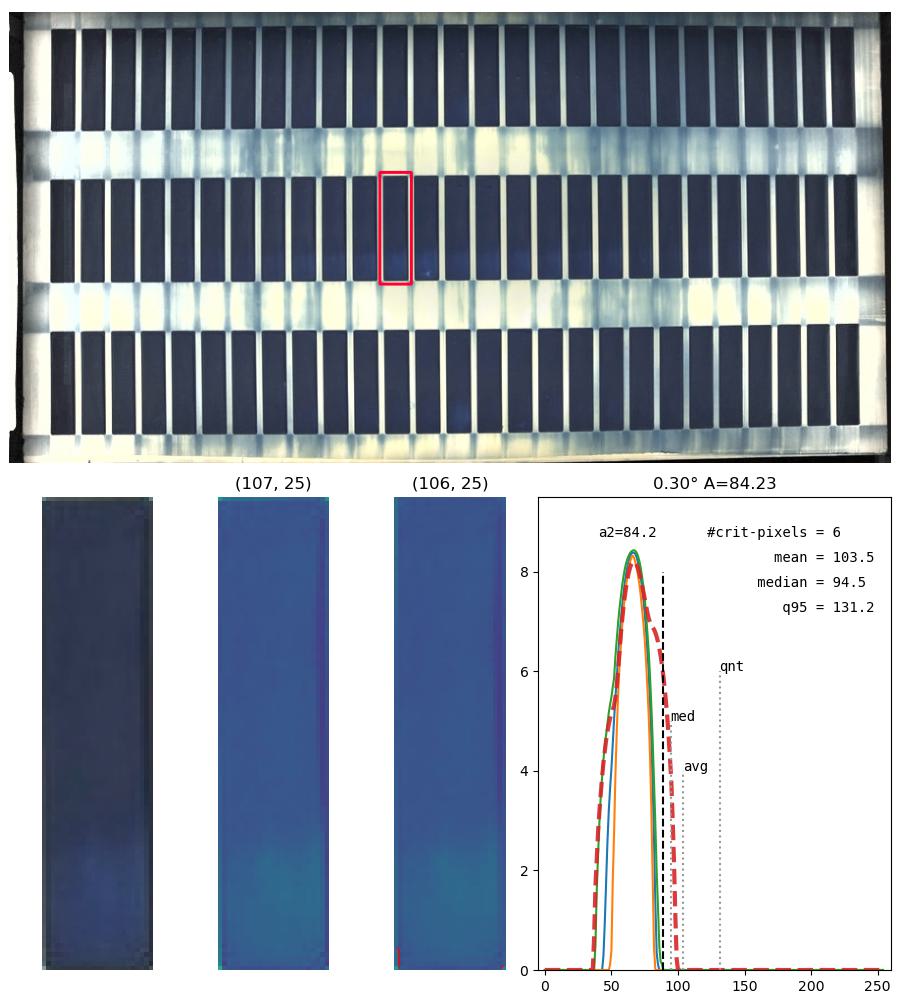 (107, 25)
(106, 25)
0.30° A=84.23
a2=84.2
#crit-pixels = 6
mean = 103.5
median = 94.5
q95 = 131.2
qnt
med
avg
8
6
4
2
0
0 50 100 150 200 250